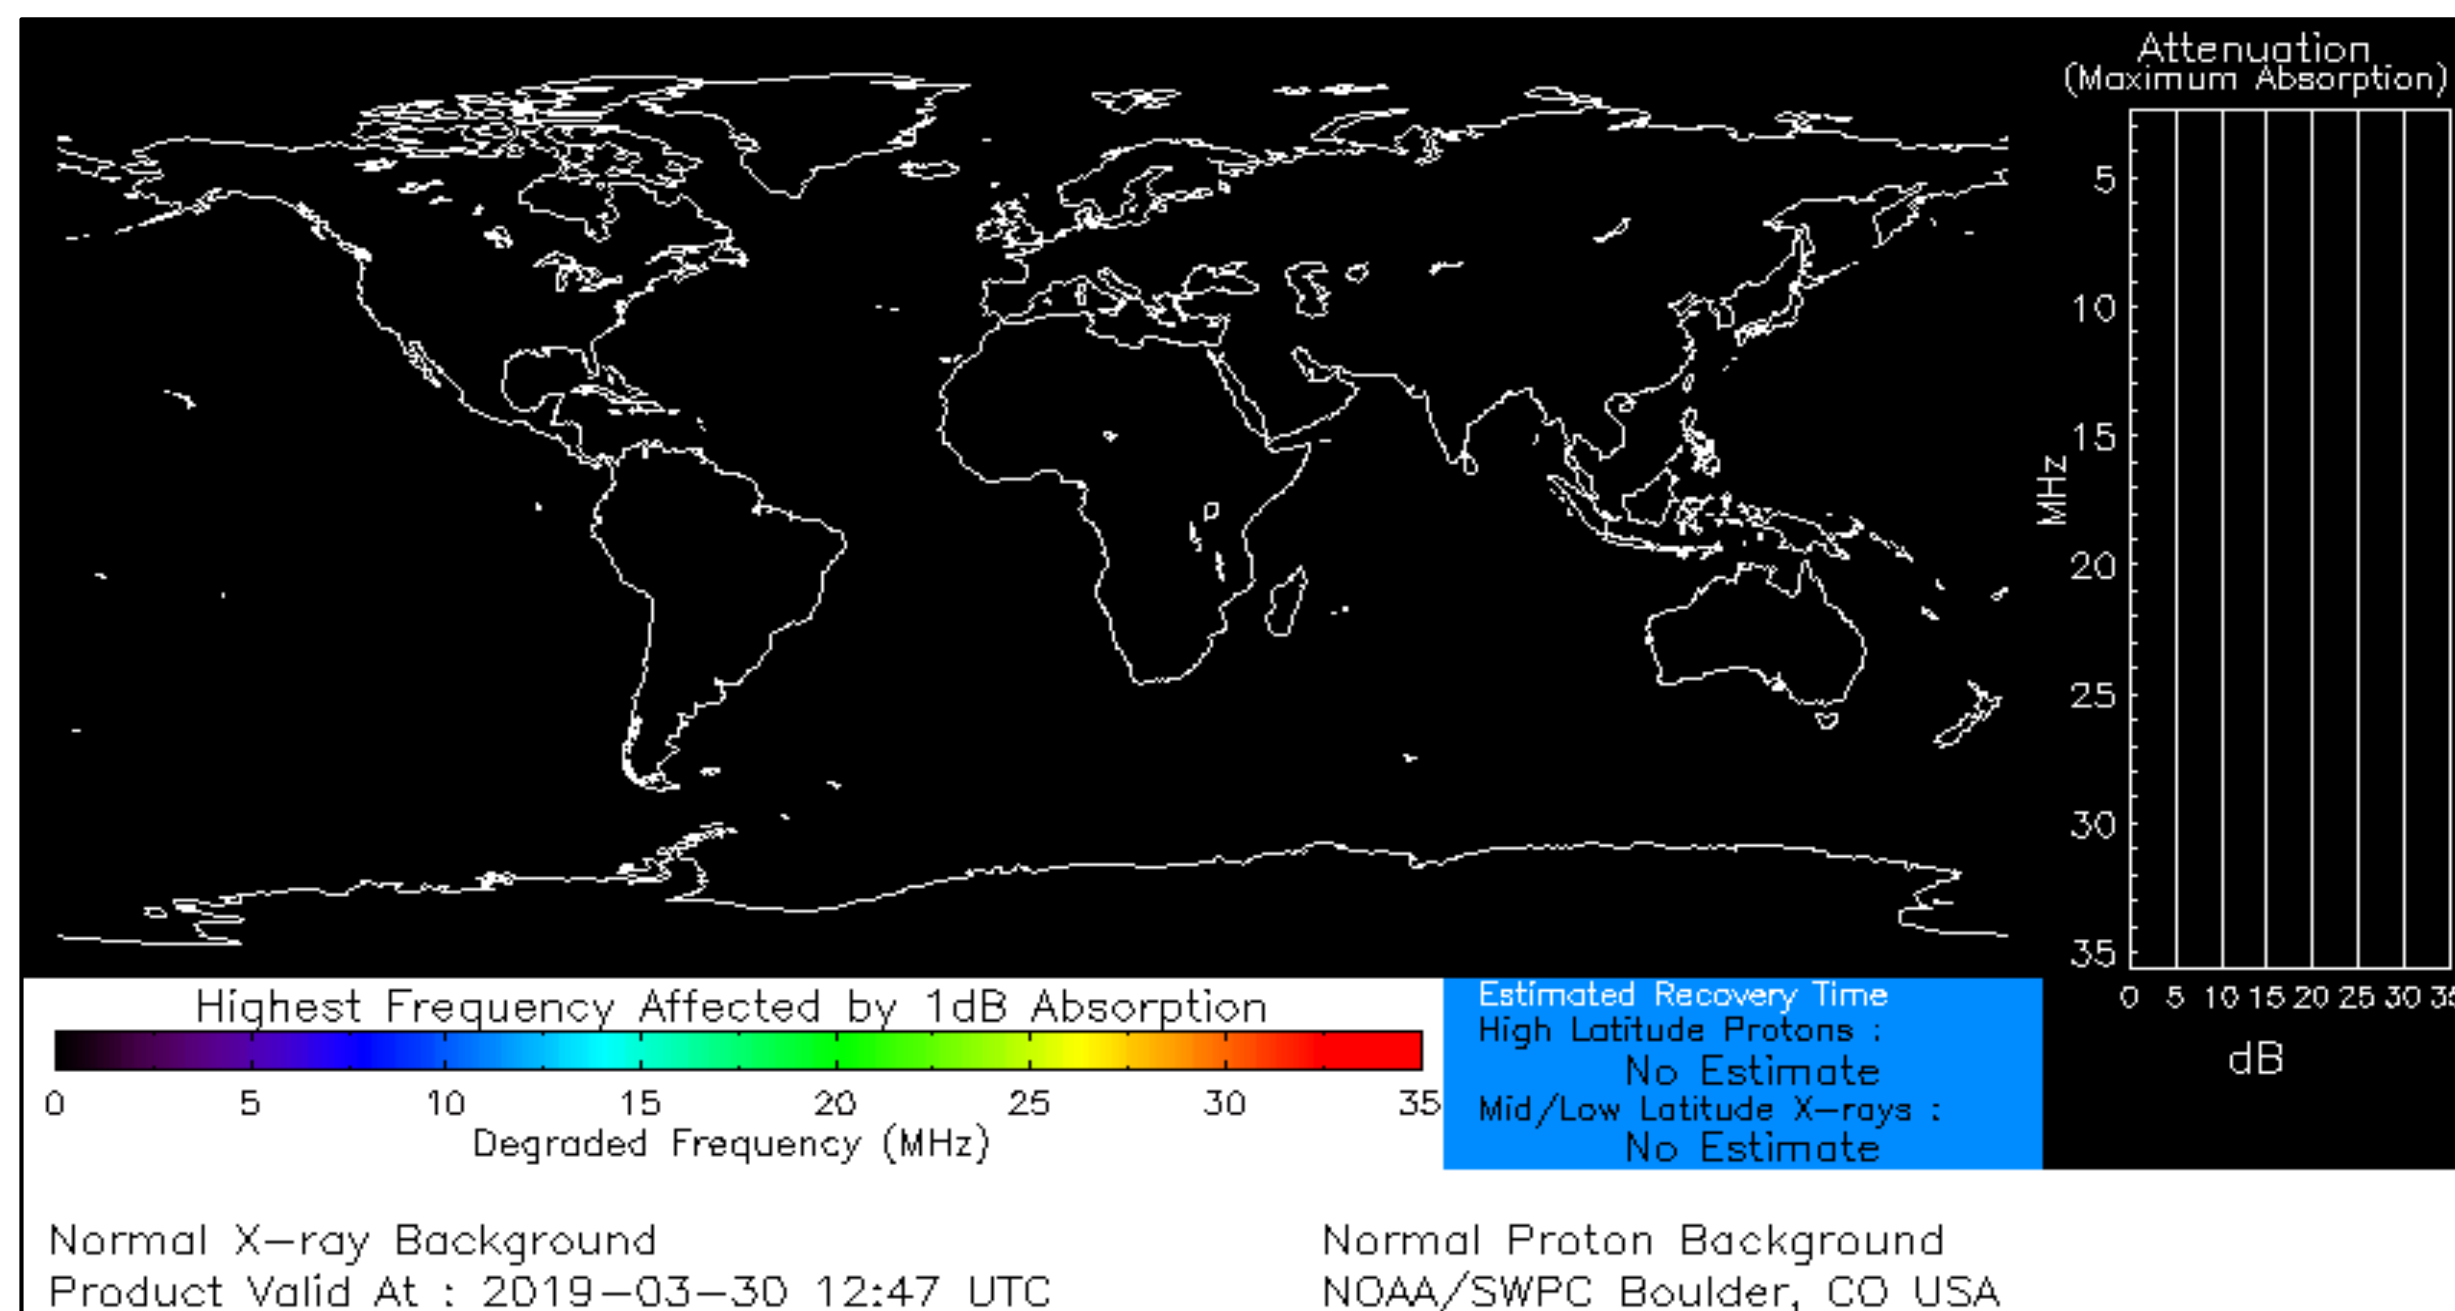 Attenuation
(Maximum Absorption)
5
10
15
20
25
30
35
MHz
0 5 10 15 20 25 30
dB
Highest Frequency Affected by 1dB Absorption
0 5 10 15 20 25 30 35
Degraded Frequency (MHz)
Estimated Recovery Time
High Latitude Protons :
No Estimate
Mid/Low Latitude X-rays :
No Estimate
Normal X-ray Background
Product Valid At : 2019-03-30 12:47 UTC
Normal Proton Background
NOAA/SWPC Boulder, CO USA